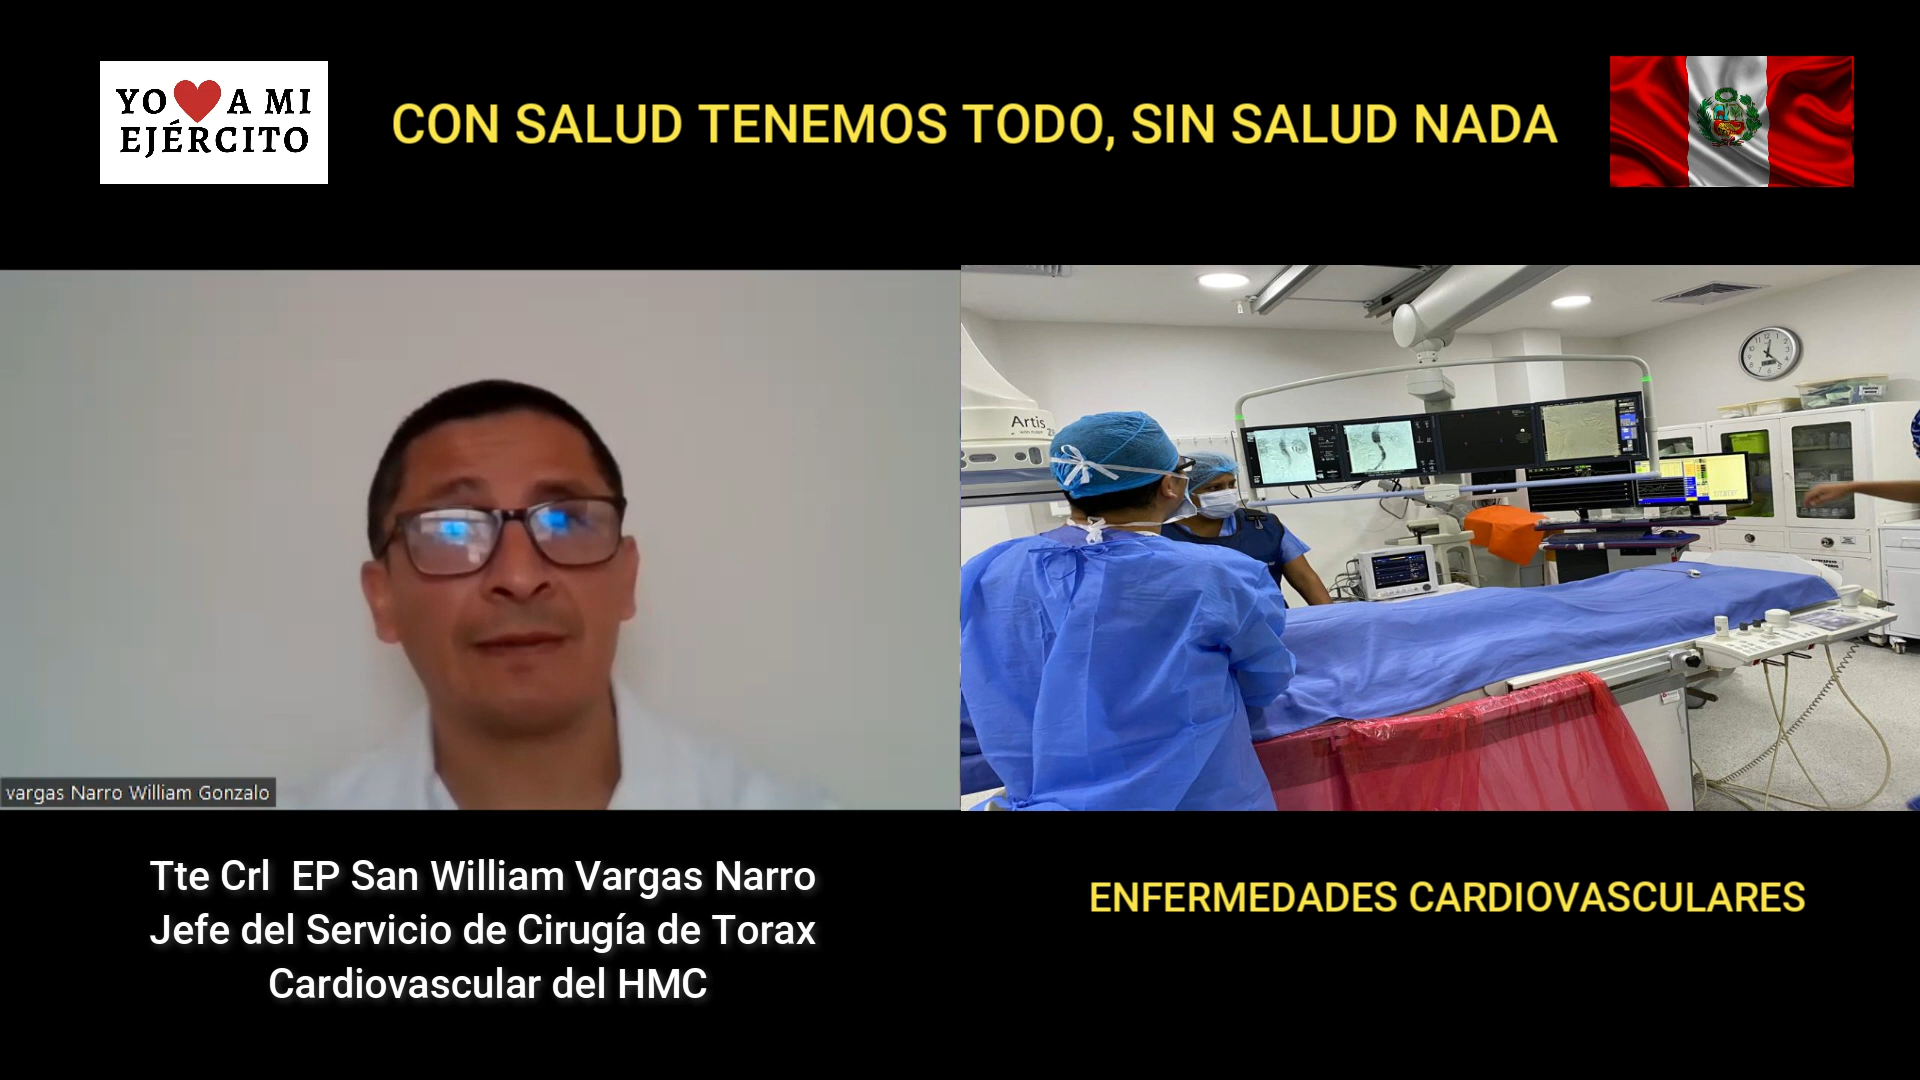 YO A MI
EJÉRCITO
CON SALUD TENEMOS TODO, SIN SALUD NADA
Artis
vargas Narro William Gonzalo
Tte Crl  EP San William Vargas Narro
Jefe del Servicio de Cirugía de Torax
Cardiovascular del HMC
ENFERMEDADES CARDIOVASCULARES